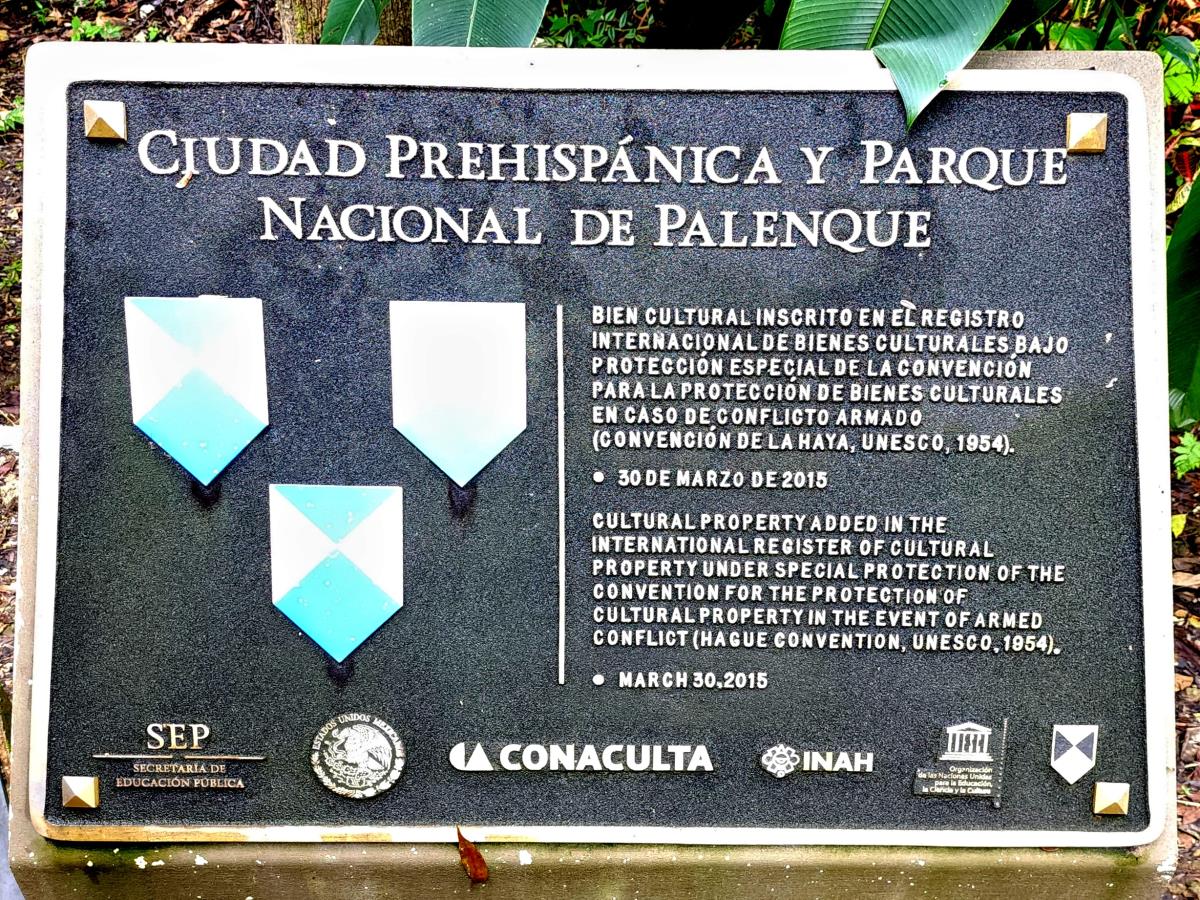 CIUDAD PREHISPÁNICA Y PARQUE
NACIONAL DE PALENQUE
BIEN CULTURAL INSCRITO EN EL REGISTRO
INTERNACIONAL DE BIENES CULTURALES BAJO
PROTECCIÓN ESPECIAL DE LA CONVENCIÓN
PARA LA PROTECCIÓN DE BIENES CULTURALES
EN CASO DE CONFLICTO ARMADO
(CONVENCIÓN DE LA HAYA, UNESCO, 1954).
• 30 DE MARZO DE 2015
CULTURAL PROPERTY ADDED IN THE
INTERNATIONAL REGISTER OF CULTURAL
PROPERTY UNDER SPECIAL PROTECTION OF THE
CONVENTION FOR THE PROTECTION OF
CULTURAL PROPERTY IN THE EVENT OF ARMED
CONFLICT (HAGUE CONVENTION, UNESCO, 1954).
• MARCH 30, 2015
SEP
SECRETARÍA DE
EDUCACIÓN PÚBLICA
ESTADOS UNIDOS MEXICANOS
CONACULTA
INAH
Organización
de las Naciones Unidas
para la Educación,
la Ciencia y la Cultura